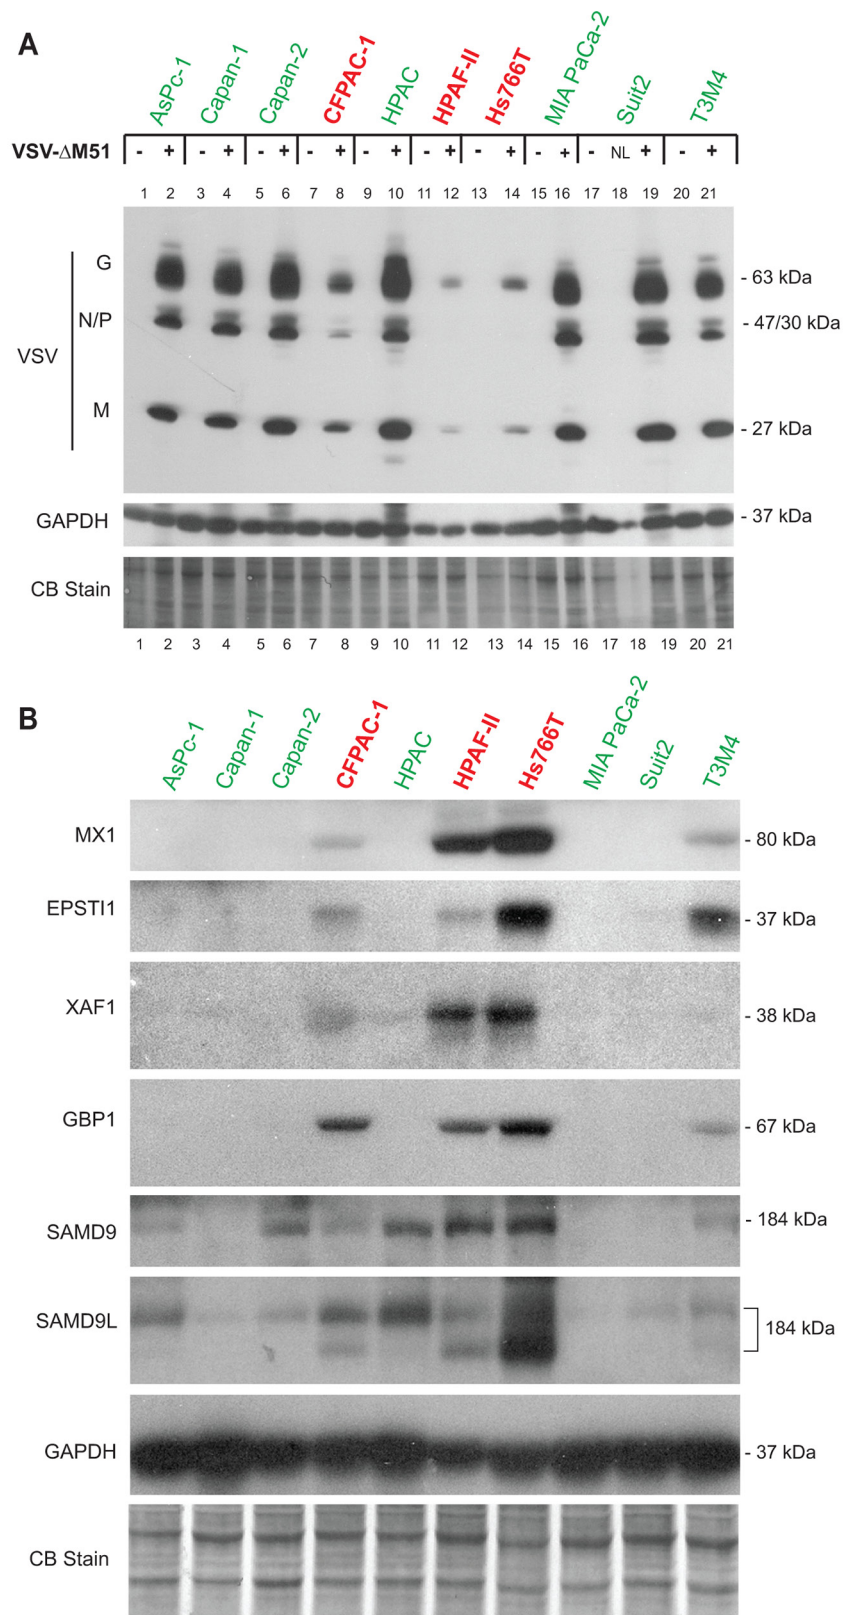 A
AsPc-1 Capan-1 Capan-2 CFPAC-1 HPAC HPAF-II Hs766T MIA PaCa-2 Suit2 T3M4
VSV-ΔM51 - + - + - + - + - + - + - + - + - NL + - +
1 2 3 4 5 6 7 8 9 10 11 12 13 14 15 16 17 18 19 20 21
G - 63 kDa
N/P - 47/30 kDa
VSV
M - 27 kDa
GAPDH - 37 kDa
CB Stain
1 2 3 4 5 6 7 8 9 10 11 12 13 14 15 16 17 18 19 20 21
B
AsPc-1 Capan-1 Capan-2 CFPAC-1 HPAC HPAF-II Hs766T MIA PaCa-2 Suit2 T3M4
MX1 - 80 kDa
EPSTI1 - 37 kDa
XAF1 - 38 kDa
GBP1 - 67 kDa
SAMD9 - 184 kDa
SAMD9L 184 kDa
GAPDH - 37 kDa
CB Stain